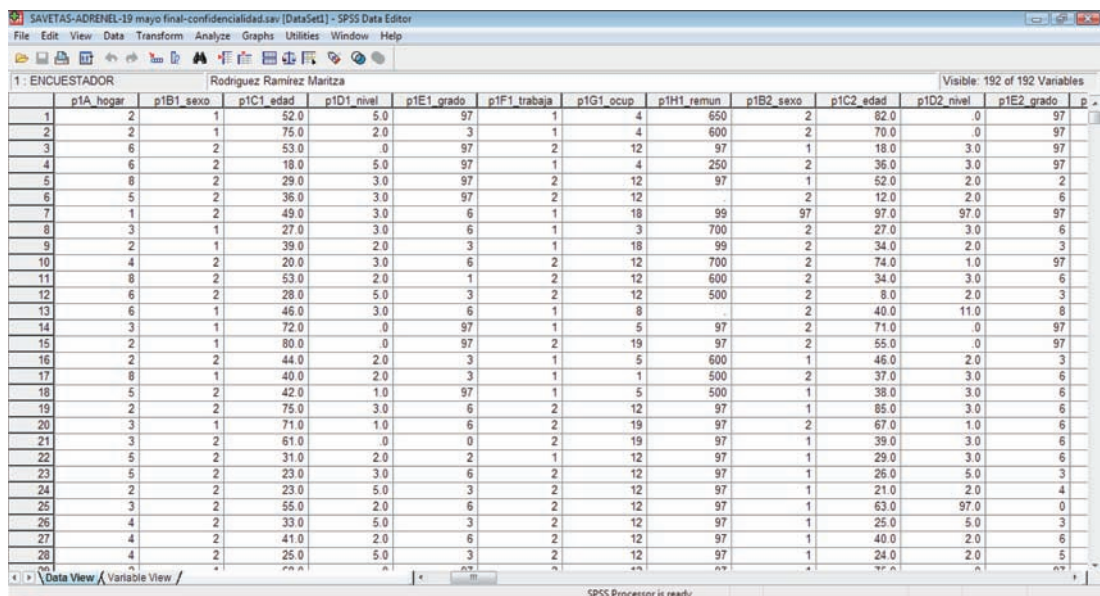 SAVETAS-ADRENEL-19 mayo final-confidencialidad.sav [DataSet1] - SPSS Data Editor
File Edit View Data Transform Analyze Graphs Utilities Window Help
1 : ENCUESTADOR Rodriguez Ramírez Maritza Visible: 192 of 192 Variables
p1A_hogar p1B1_sexo p1C1_edad p1D1_nivel p1E1_grado p1F1_trabaja p1G1_ocup p1H1_remun p1B2_sexo p1C2_edad p1D2_nivel p1E2_grado p
1 2 1 52.0 5.0 97 1 4 650 2 82.0 .0 97
2 2 1 75.0 2.0 3 1 4 600 2 70.0 .0 97
3 6 2 53.0 .0 97 2 12 97 1 18.0 3.0 97
4 6 2 18.0 5.0 97 1 4 250 2 36.0 3.0 97
5 8 2 29.0 3.0 97 2 12 97 1 52.0 2.0 2
6 5 2 36.0 3.0 97 2 12 . 2 12.0 2.0 6
7 1 2 49.0 3.0 6 1 18 99 97 97.0 97.0 97
8 3 1 27.0 3.0 6 1 3 700 2 27.0 3.0 6
9 2 1 39.0 2.0 3 1 18 99 2 34.0 2.0 3
10 4 2 20.0 3.0 6 2 12 700 2 74.0 1.0 97
11 8 2 53.0 2.0 1 2 12 600 2 34.0 3.0 6
12 6 2 28.0 5.0 3 2 12 500 2 8.0 2.0 3
13 6 1 46.0 3.0 6 1 8 . 2 40.0 11.0 8
14 3 1 72.0 .0 97 1 5 97 2 71.0 .0 97
15 2 1 80.0 .0 97 2 19 97 2 55.0 .0 97
16 2 2 44.0 2.0 3 1 5 600 1 46.0 2.0 3
17 8 1 40.0 2.0 3 1 1 500 2 37.0 3.0 6
18 5 2 42.0 1.0 97 1 5 500 1 38.0 3.0 6
19 2 2 75.0 3.0 6 2 12 97 1 85.0 3.0 6
20 3 1 71.0 1.0 6 2 19 97 2 67.0 1.0 6
21 3 2 61.0 .0 0 2 19 97 1 39.0 3.0 6
22 5 2 31.0 2.0 2 1 12 97 1 29.0 3.0 6
23 5 2 23.0 3.0 6 2 12 97 1 26.0 5.0 3
24 2 2 23.0 5.0 3 2 12 97 1 21.0 2.0 4
25 3 2 55.0 2.0 6 2 12 97 1 63.0 97.0 0
26 4 2 33.0 5.0 3 2 12 97 1 25.0 5.0 3
27 4 2 41.0 2.0 6 2 12 97 1 40.0 2.0 6
28 4 2 25.0 5.0 3 2 12 97 1 24.0 2.0 5
Data View Variable View
SPSS Processor is ready